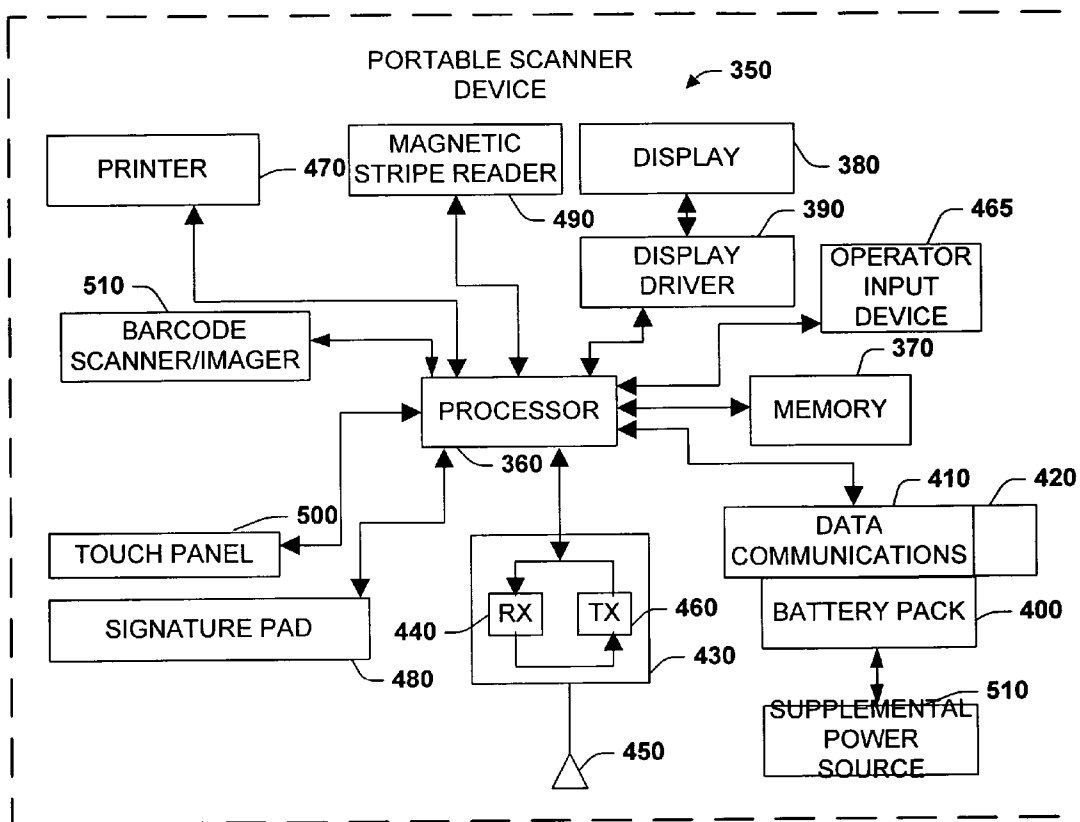 PORTABLE SCANNER
DEVICE
350
PRINTER
470
MAGNETIC
STRIPE READER
490
DISPLAY
380
390
DISPLAY
DRIVER
465
OPERATOR
INPUT
DEVICE
510
BARCODE
SCANNER/IMAGER
370
MEMORY
PROCESSOR
360
410
420
DATA
COMMUNICATIONS
500
TOUCH PANEL
BATTERY PACK
400
SIGNATURE PAD
480
440
RX
TX
460
430
450
510
SUPPLEMENTAL
POWER
SOURCE